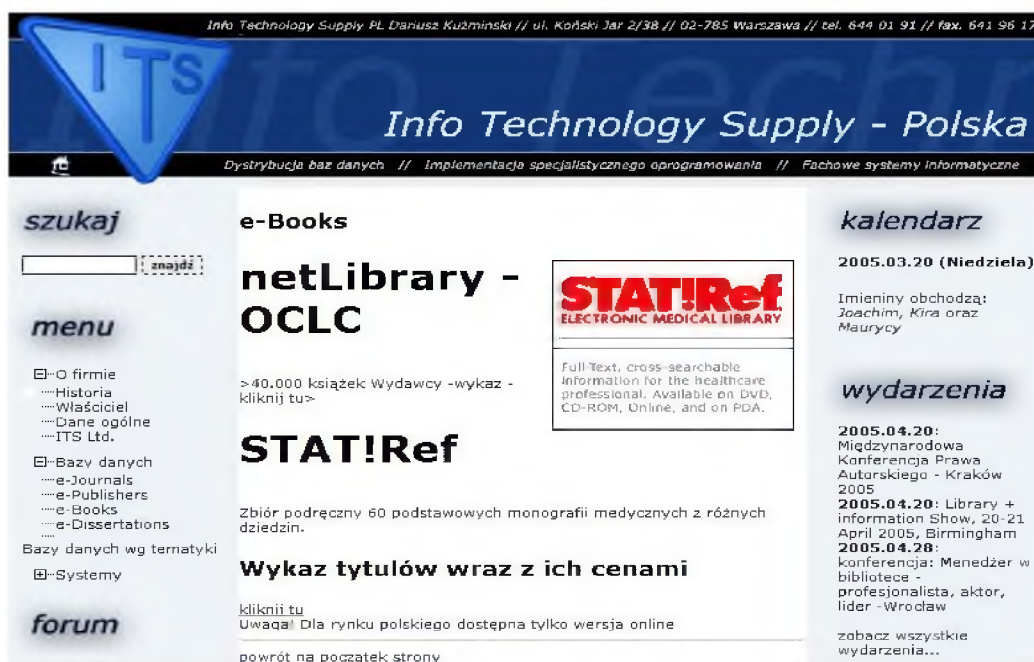 Info Technology Supply PL Dariusz Kuźminski // ul. Koński Jar 2/38 // 02-785 Warszawa // tel. 644 01 91 // fax. 641 96 17
ITS
Info Technology Supply - Polska
Dystrybucja baz danych // Implementacja specjalistycznego oprogramowania // Fachowe systemy informatyczne
szukaj
znajdź
menu
O firmie
Historia
Właściciel
Dane ogólne
ITS Ltd.
Bazy danych
e-Journals
e-Publishers
e-Books
e-Dissertations
Bazy danych wg tematyki
Systemy
forum
e-Books
netLibrary -
OCLC
>40.000 książek Wydawcy -wykaz -
kliknij tu>
STAT!Ref
ELECTRONIC MEDICAL LIBRARY
Full-Text, cross-searchable
information for the healthcare
professional. Available on DVD,
CD-ROM, Online, and on PDA.
STAT!Ref
Zbiór podręczny 60 podstawowych monografii medycznych z różnych
dziedzin.
Wykaz tytułów wraz z ich cenami
kliknij tu
Uwaga! Dla rynku polskiego dostępna tylko wersja online
powrót na początek strony
kalendarz
2005.03.20 (Niedziela)
Imieniny obchodzą:
Joachim, Kira oraz
Maurycy
wydarzenia
2005.04.20:
Międzynarodowa
Konferencja Prawa
Autorskiego - Kraków
2005
2005.04.20: Library +
information Show, 20-21
April 2005, Birmingham
2005.04.28:
konferencja: Menedżer w
bibliotece -
profesjonalista, aktor,
lider -Wrocław
zobacz wszystkie
wydarzenia...